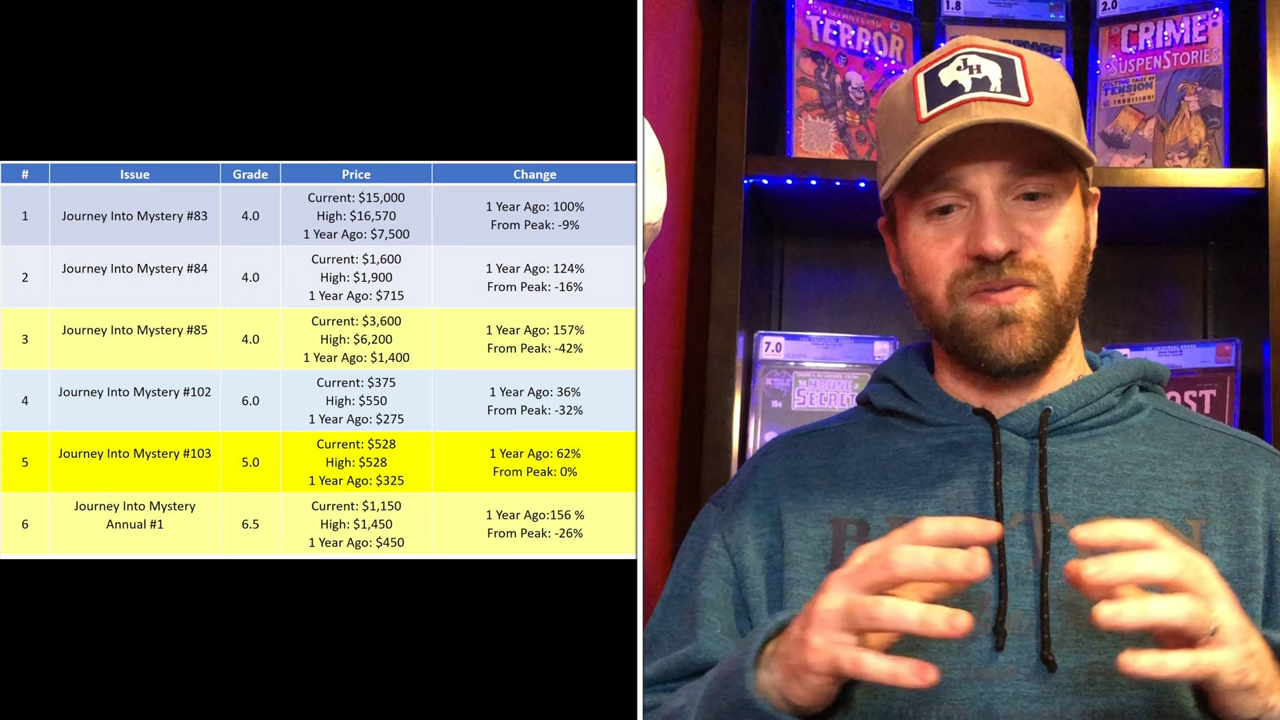 # Issue Grade Price Change
1 Journey Into Mystery #83 4.0 Current: $15,000
High: $16,570
1 Year Ago: $7,500 1 Year Ago: 100%
From Peak: -9%
2 Journey Into Mystery #84 4.0 Current: $1,600
High: $1,900
1 Year Ago: $715 1 Year Ago: 124%
From Peak: -16%
3 Journey Into Mystery #85 4.0 Current: $3,600
High: $6,200
1 Year Ago: $1,400 1 Year Ago: 157%
From Peak: -42%
4 Journey Into Mystery #102 6.0 Current: $375
High: $550
1 Year Ago: $275 1 Year Ago: 36%
From Peak: -32%
5 Journey Into Mystery #103 5.0 Current: $528
High: $528
1 Year Ago: $325 1 Year Ago: 62%
From Peak: 0%
6 Journey Into Mystery
Annual #1 6.5 Current: $1,150
High: $1,450
1 Year Ago: $450 1 Year Ago:156 %
From Peak: -26%
1.8
2.0
TERROR
CRIME
SUSPENSTORIES
JOLTING TALES OF
TENSION
JH
7.0
HOUSE
SECRET
15¢